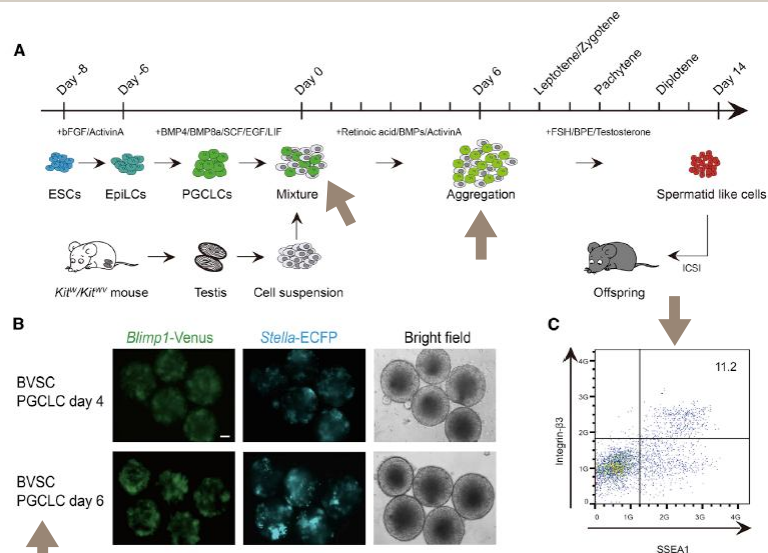 A
Day -8
Day -6
Day 0
Day 6
Leptotene/Zygotene
Pachytene
Diplotene
Day 14
+bFGF/ActivinA
+BMP4/BMP8a/SCF/EGF/LIF
+Retinoic acid/BMPs/ActivinA
+FSH/BPE/Testosterone
ESCs
EpiLCs
PGCLCs
Mixture
Aggregation
Spermatid like cells
Kitᵂ/Kitᵂⱽ mouse
Testis
Cell suspension
Offspring
ICSI
B
Blimp1-Venus
Stella-ECFP
Bright field
BVSC
PGCLC day 4
BVSC
PGCLC day 6
C
11.2
Integrin-β3
4G
3G
2G
1G
0
0 1G 2G 3G 4G
SSEA1